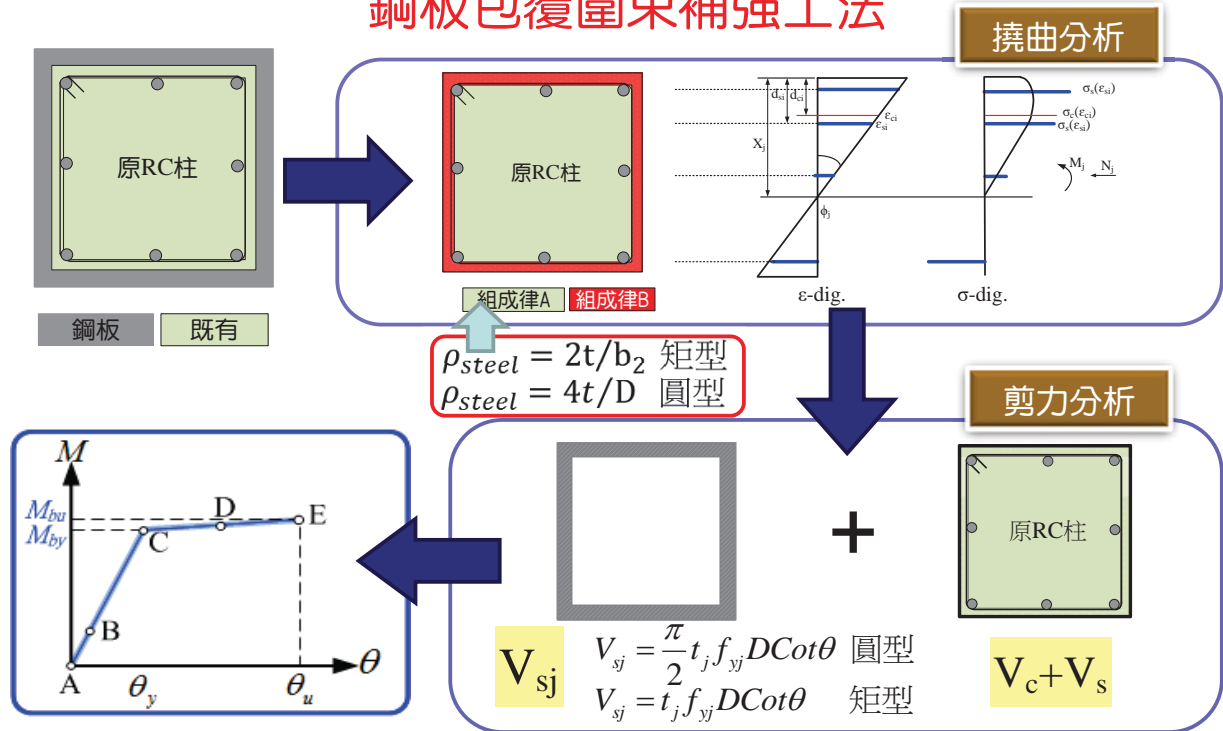 鋼板包覆圍束補強工法
撓曲分析
原RC柱
鋼板
既有
原RC柱
組成律A
組成律B
d_si
d_ci
X_j
ε_ci
ε_si
ϕ_j
ε-dig.
σ_s(ε_si)
σ_c(ε_ci)
σ_s(ε_si)
M_j
N_j
σ-dig.
ρ_steel = 2t/b₂ 矩型
ρ_steel = 4t/D 圓型
剪力分析
+
原RC柱
V_sj
V_sj = π/2 t_j f_yj DCotθ 圓型
V_sj = t_j f_yj DCotθ 矩型
V_c+V_s
M
M_bu
M_by
A
B
C
D
E
θ_y
θ_u
θ